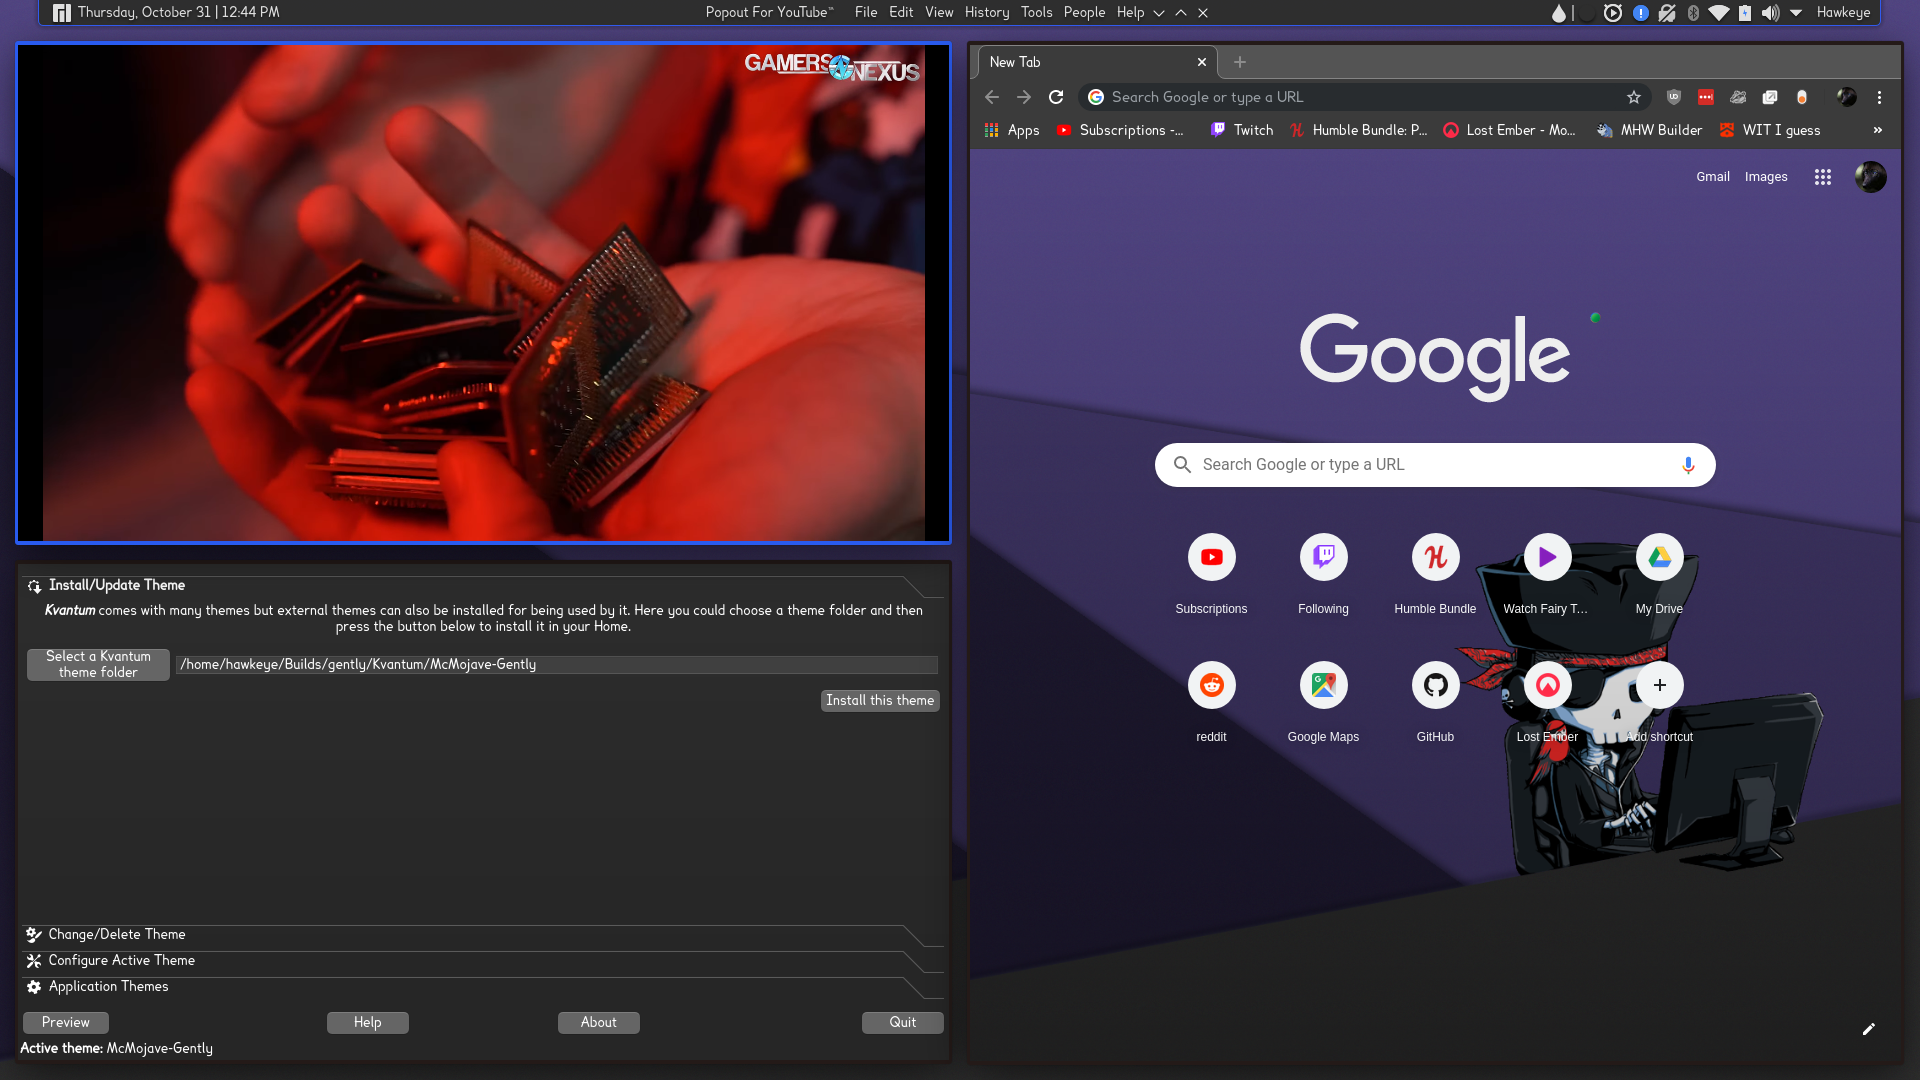 Thursday, October 31 | 12:44 PM
Popout For YouTube™ File Edit View History Tools People Help
Hawkeye
GAMERS NEXUS
Install/Update Theme
Kvantum comes with many themes but external themes can also be installed for being used by it. Here you could choose a theme folder and then
press the button below to install it in your Home.
Select a Kvantum
theme folder
/home/hawkeye/Builds/gently/Kvantum/McMojave-Gently
Install this theme
Change/Delete Theme
Configure Active Theme
Application Themes
Preview Help About Quit
Active theme: McMojave-Gently
New Tab
Search Google or type a URL
Apps Subscriptions -... Twitch Humble Bundle: P... Lost Ember - Mo... MHW Builder WIT I guess »
Gmail Images
Google
Search Google or type a URL
Subscriptions Following Humble Bundle Watch Fairy T... My Drive
reddit Google Maps GitHub Lost Ember Add shortcut